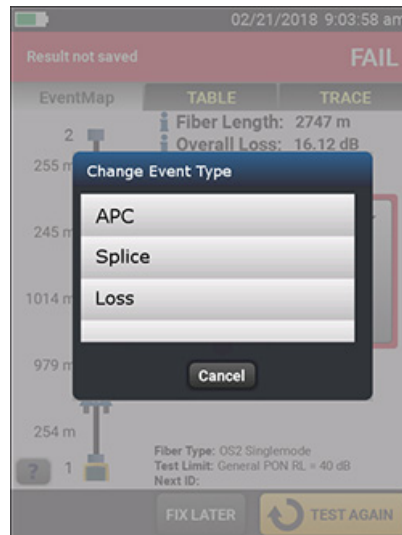 02/21/2018 9:03:58 am
Result not saved
FAIL
EventMap
TABLE
TRACE
Fiber Length: 2747 m
Overall Loss: 16.12 dB
2
255 m
Change Event Type
APC
Splice
Loss
245 m
1014 m
979 m
Cancel
254 m
1
?
Fiber Type: OS2 Singlemode
Test Limit: General PON RL = 40 dB
Next ID:
FIX LATER
TEST AGAIN